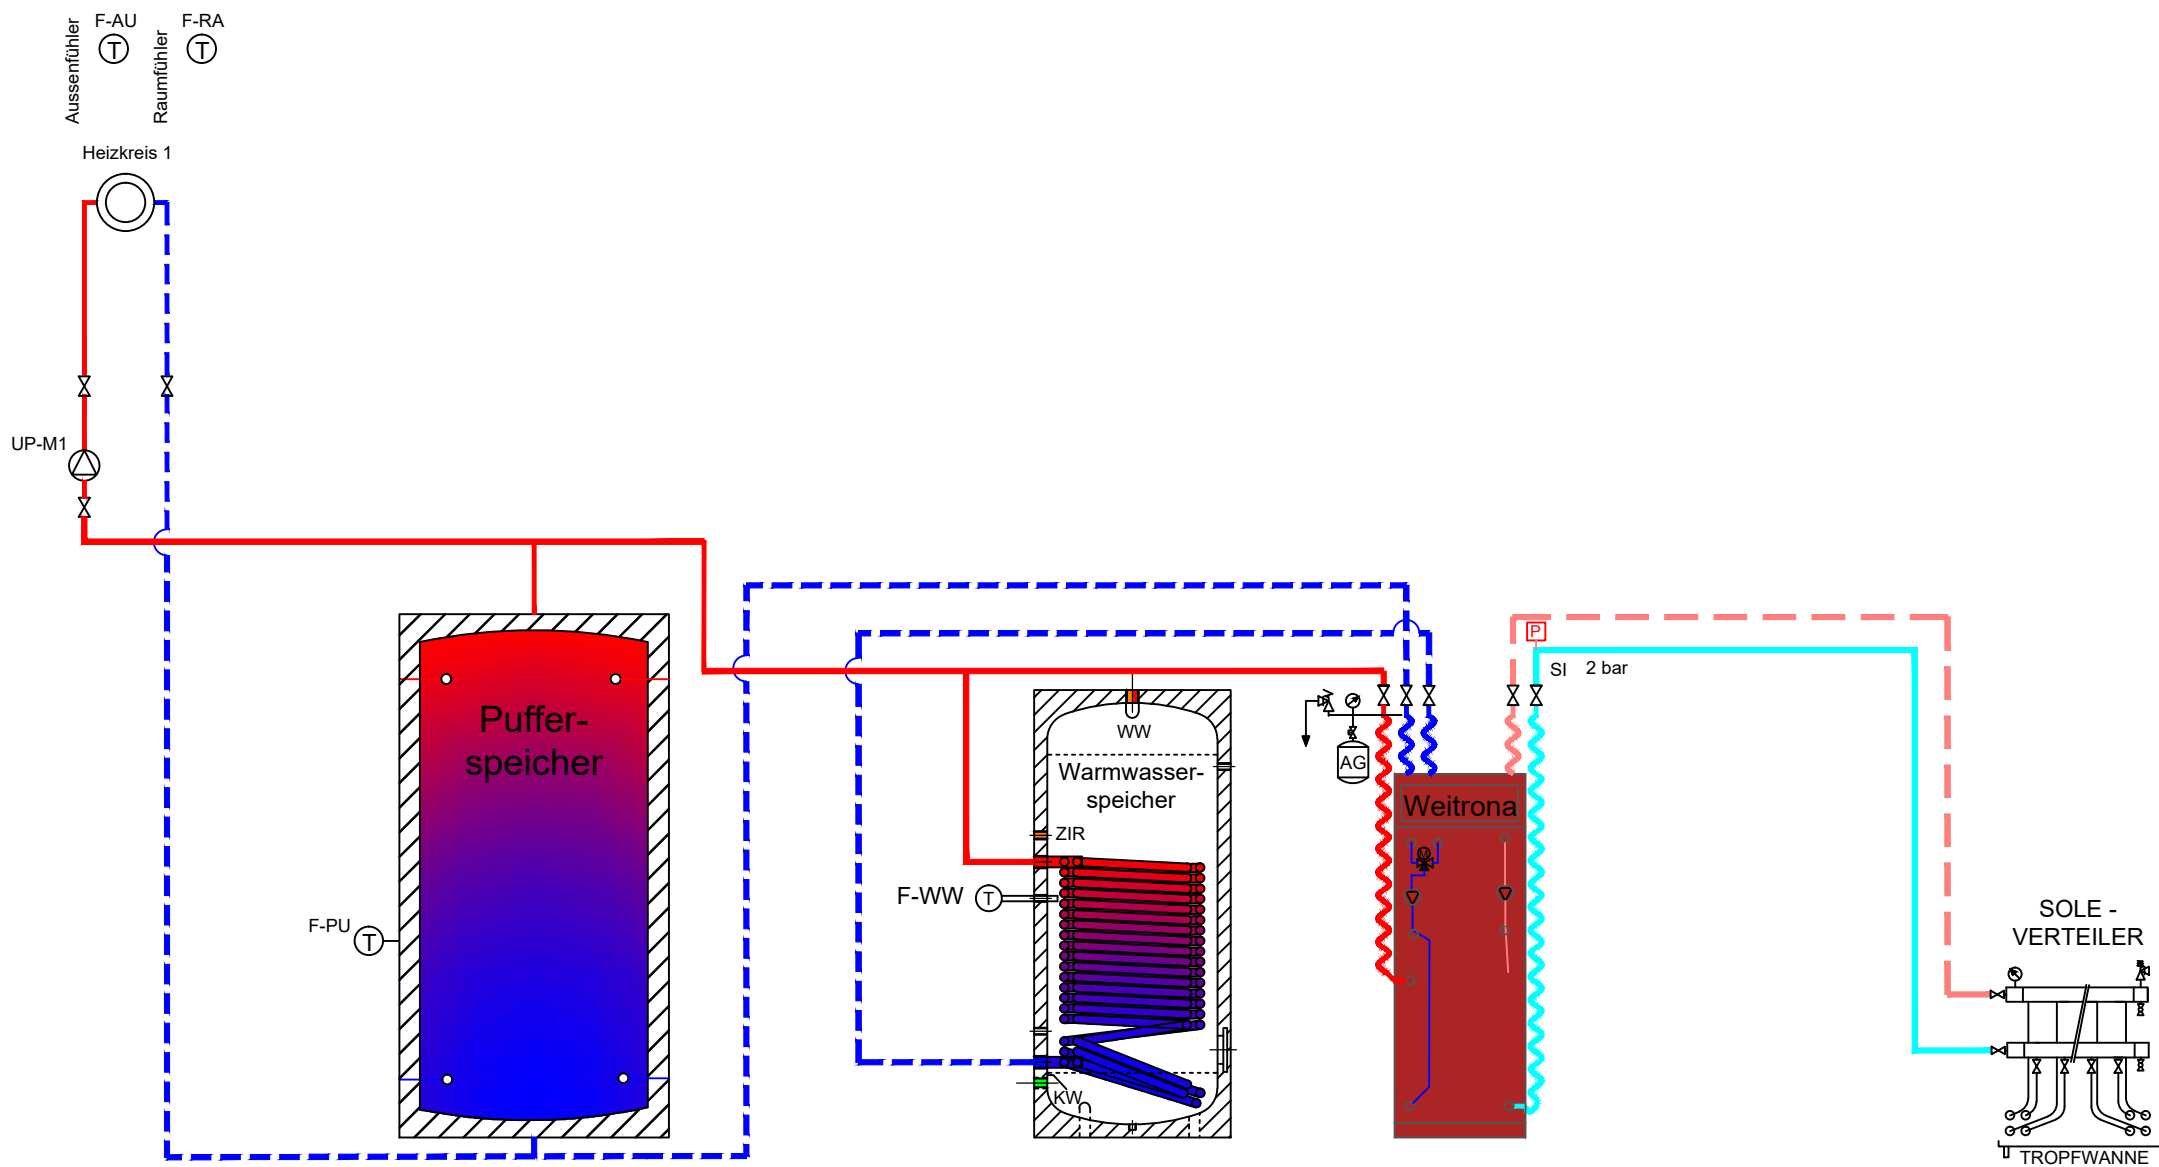 Aussenfühler
F-AU
T
Raumfühler
F-RA
T
Heizkreis 1
UP-M1
Puffer-
speicher
F-PU
T
WW
Warmwasser-
speicher
ZIR
F-WW
T
KW
AG
Weitrona
M
P
SI 2 bar
SOLE -
VERTEILER
TROPFWANNE